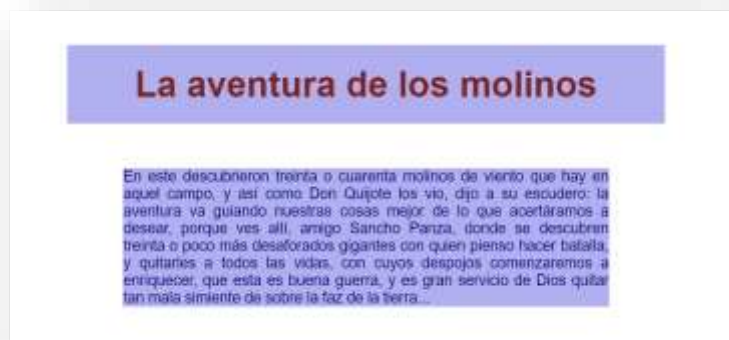 La aventura de los molinos
En este descubrieron treinta o cuarenta molinos de viento que hay en
aquel campo, y así como Don Quijote los vio, dijo a su escudero: la
aventura va guiando nuestras cosas mejor de lo que acertáramos a
desear, porque ves allí, amigo Sancho Panza, donde se descubren
treinta o poco más desaforados gigantes con quien pienso hacer batalla,
y quitarles a todos las vidas, con cuyos despojos comenzaremos a
enriquecer, que esta es buena guerra, y es gran servicio de Dios quitar
tan mala simiente de sobre la faz de la tierra...